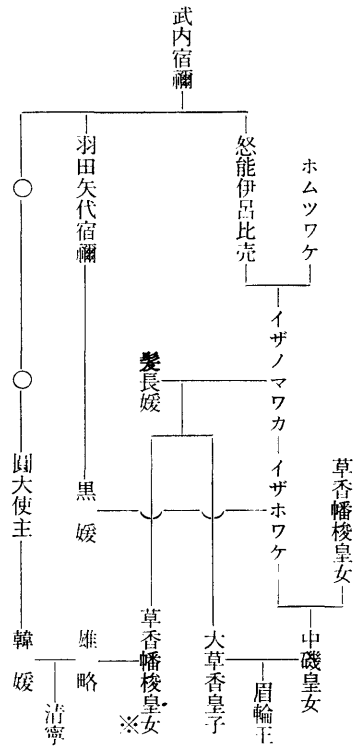 武内宿禰
怒能伊呂比売
ホムツワケ
羽田矢代宿禰
○
イザノマワカ
イザホワケ
髪長媛
草香幡梭皇女
○
黒媛
圓大使主
中磯皇女
大草香皇子
眉輪王
草香幡梭皇女
※
雄略
韓媛
清寧